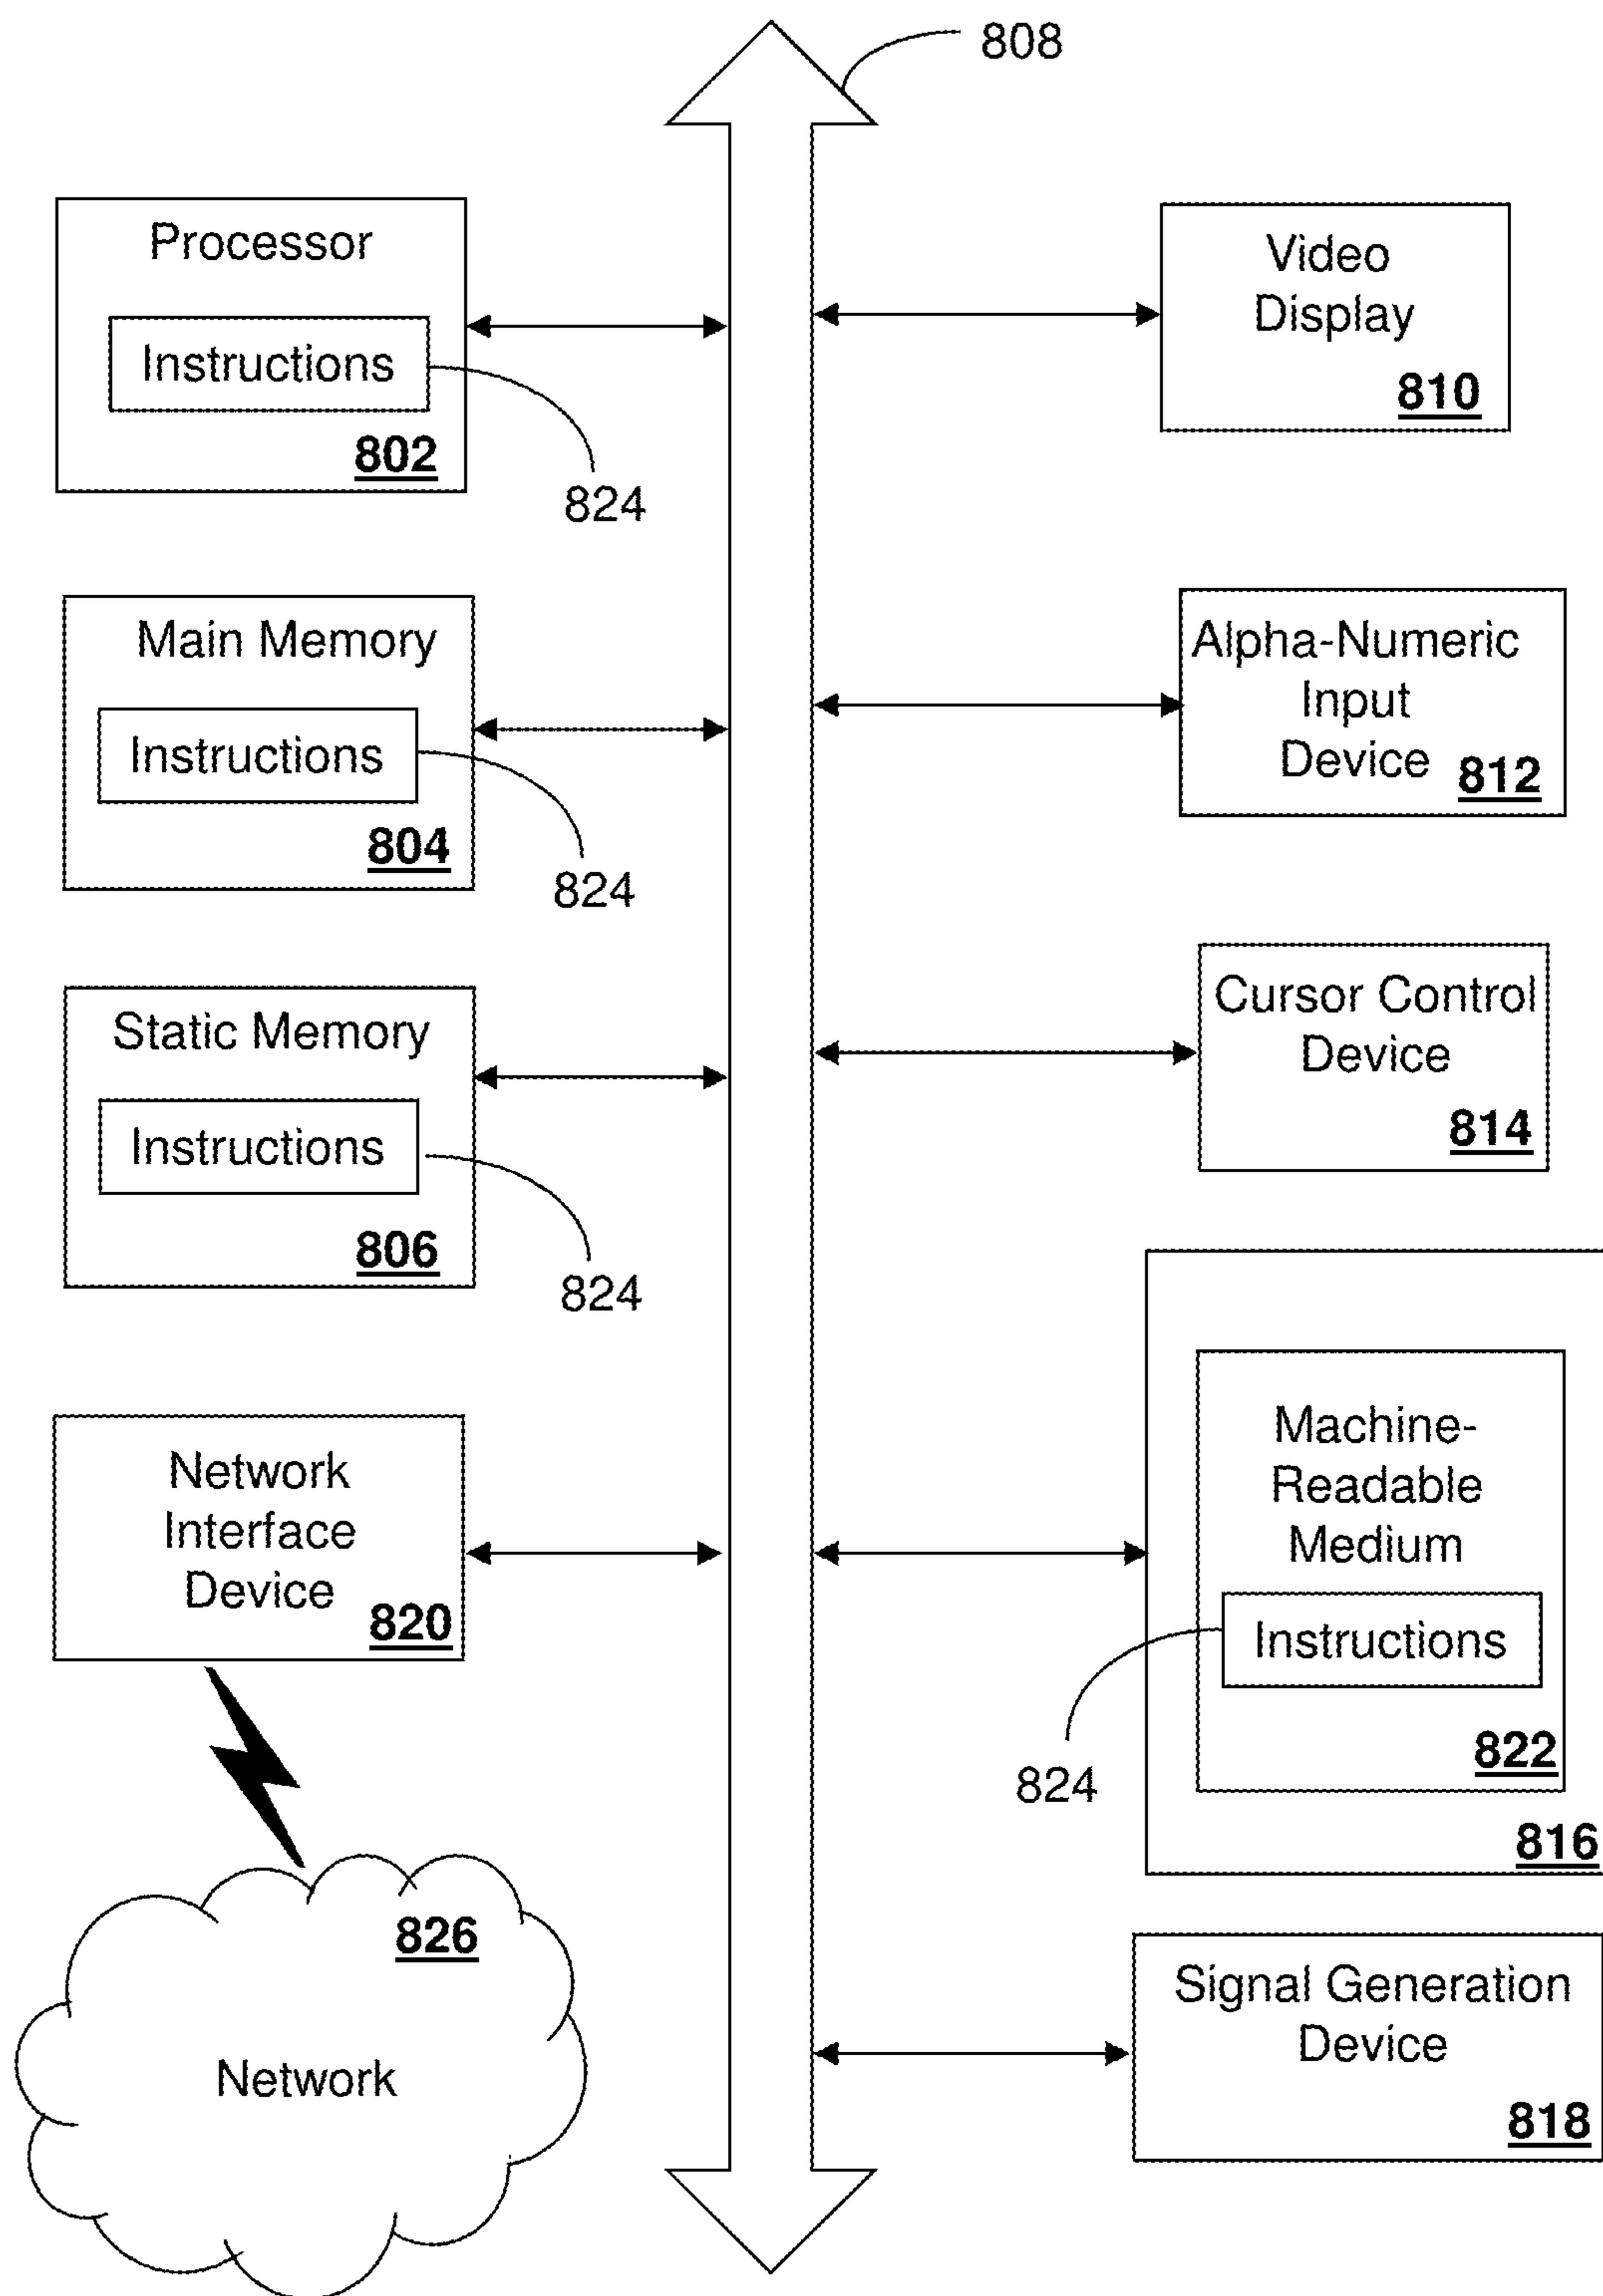 808
Processor
Instructions
802
824
Main Memory
Instructions
804
824
Static Memory
Instructions
806
824
Network
Interface
Device
820
826
Network
Video
Display
810
Alpha-Numeric
Input
Device
812
Cursor Control
Device
814
Machine-
Readable
Medium
Instructions
822
824
816
Signal Generation
Device
818